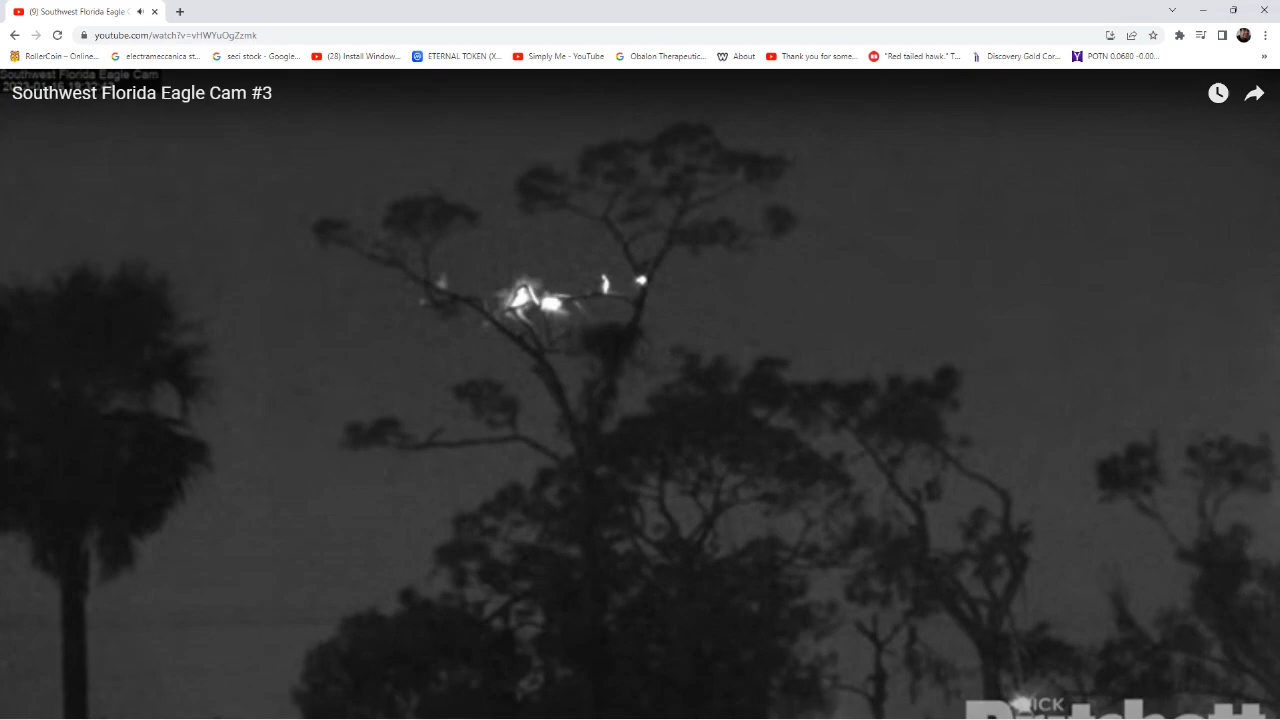 (9) Southwest Florida Eagle C
youtube.com/watch?v=vHWYuOgZzmk
RollerCoin – Online...
electrameccanica st...
seci stock - Google...
(28) Install Window...
ETERNAL TOKEN (X...
Simply Me - YouTube
Obalon Therapeutic...
About
Thank you for some...
"Red tailed hawk." T...
Discovery Gold Cor...
POTN 0.0680 -0.00...
»
Southwest Florida Eagle Cam
Southwest Florida Eagle Cam #3